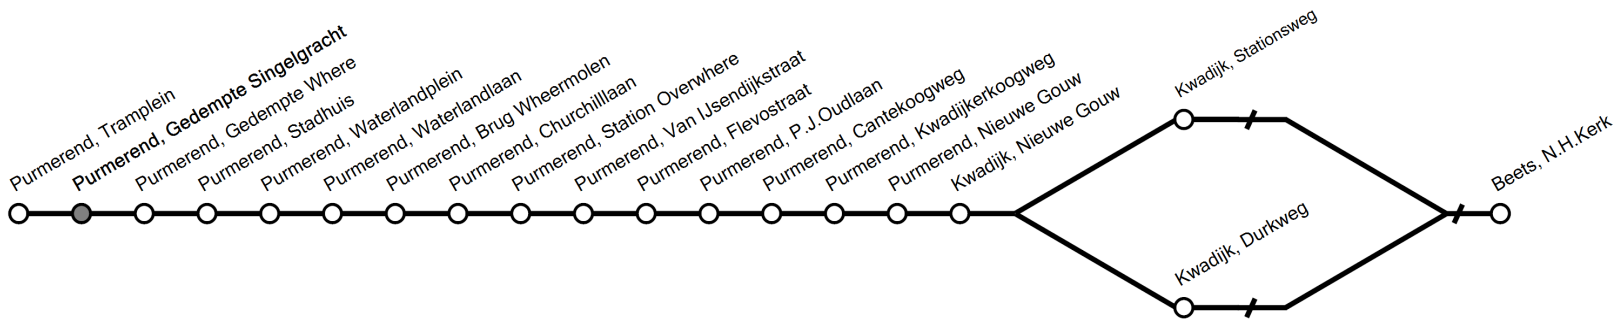 Purmerend, Tramplein
Purmerend, Gedempte Singelgracht
Purmerend, Gedempte Where
Purmerend, Stadhuis
Purmerend, Waterlandplein
Purmerend, Waterlandlaan
Purmerend, Brug Wheermolen
Purmerend, Churchilllaan
Purmerend, Station Overwhere
Purmerend, Van IJsendijkstraat
Purmerend, Flevostraat
Purmerend, P.J.Oudlaan
Purmerend, Cantekoogweg
Purmerend, Kwadijkerkoogweg
Purmerend, Nieuwe Gouw
Kwadijk, Nieuwe Gouw
Kwadijk, Stationsweg
Kwadijk, Durkweg
Beets, N.H.Kerk